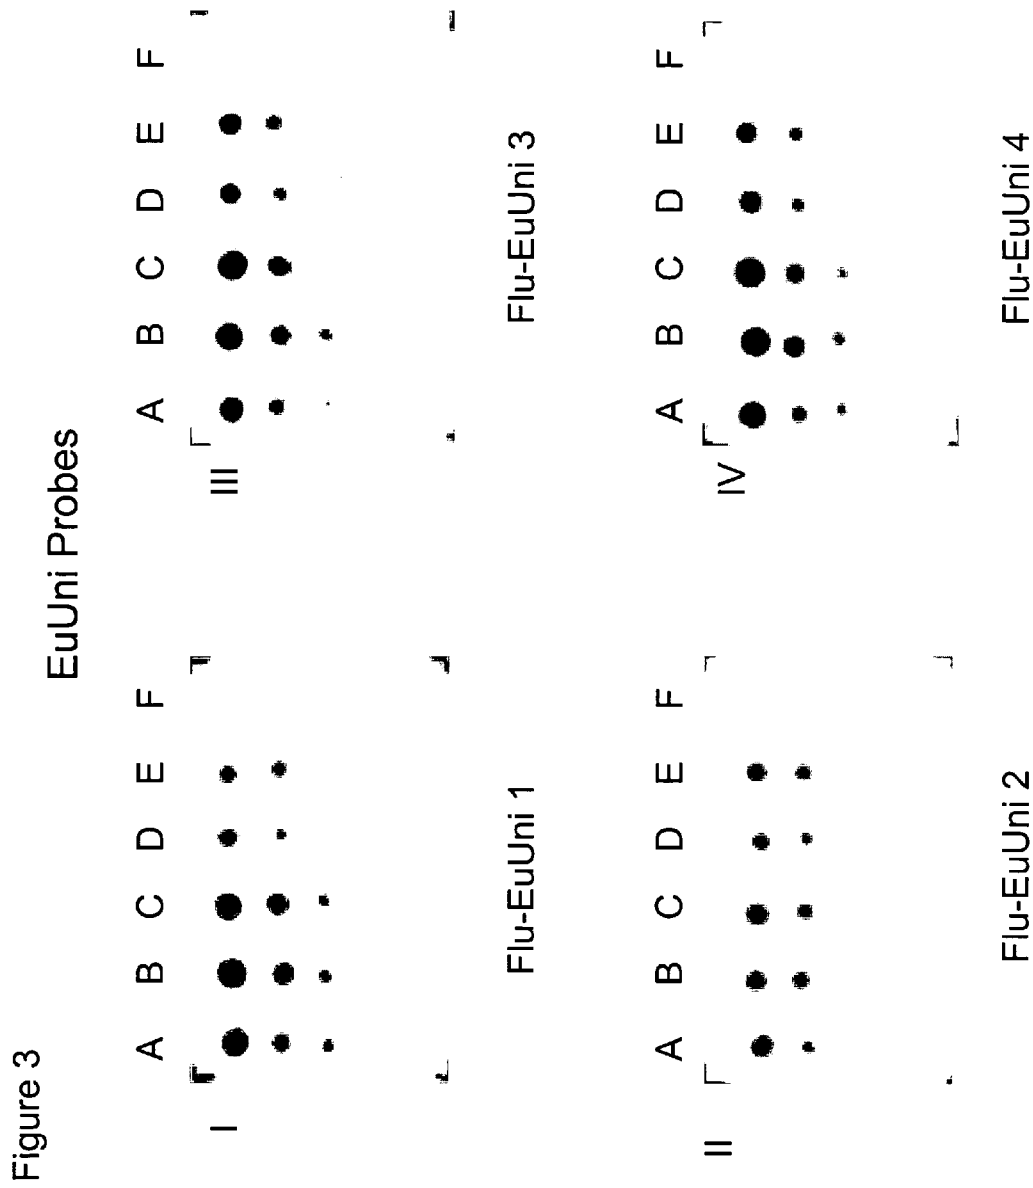 Figure 3
EuUni Probes
I
A B C D E F
Flu-EuUni 1
II
A B C D E F
Flu-EuUni 2
III
A B C D E F
Flu-EuUni 3
IV
A B C D E F
Flu-EuUni 4